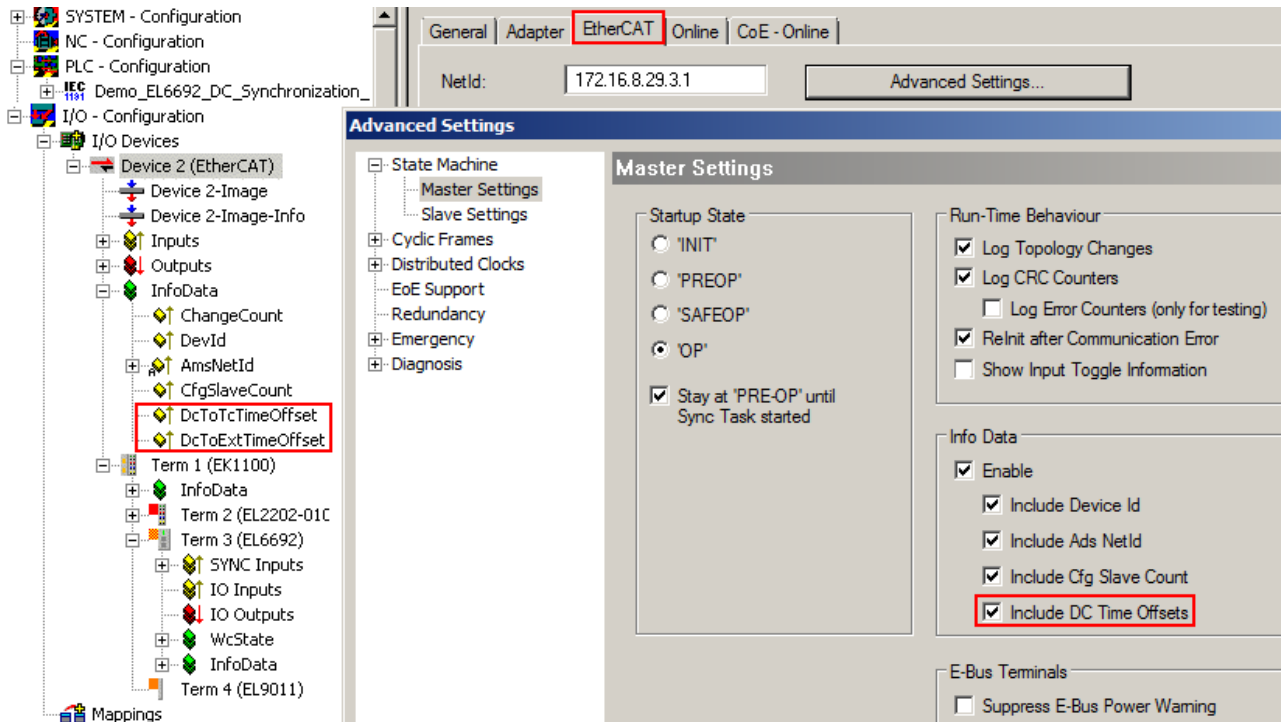 SYSTEM - Configuration
NC - Configuration
PLC - Configuration
IEC
1131
Demo_EL6692_DC_Synchronization_
I/O - Configuration
I/O Devices
Device 2 (EtherCAT)
Device 2-Image
Device 2-Image-Info
Inputs
Outputs
InfoData
ChangeCount
DevId
AmsNetId
CfgSlaveCount
DcToTcTimeOffset
DcToExtTimeOffset
Term 1 (EK1100)
InfoData
Term 2 (EL2202-010
Term 3 (EL6692)
SYNC Inputs
IO Inputs
IO Outputs
WcState
InfoData
Term 4 (EL9011)
Mappings
General Adapter EtherCAT Online CoE - Online
NetId: 172.16.8.29.3.1 Advanced Settings...
Advanced Settings
State Machine
Master Settings
Slave Settings
Cyclic Frames
Distributed Clocks
EoE Support
Redundancy
Emergency
Diagnosis
Master Settings
Startup State
'INIT'
'PREOP'
'SAFEOP'
'OP'
Stay at 'PRE-OP' until
Sync Task started
Run-Time Behaviour
Log Topology Changes
Log CRC Counters
Log Error Counters (only for testing)
ReInit after Communication Error
Show Input Toggle Information
Info Data
Enable
Include Device Id
Include Ads NetId
Include Cfg Slave Count
Include DC Time Offsets
E-Bus Terminals
Suppress E-Bus Power Warning